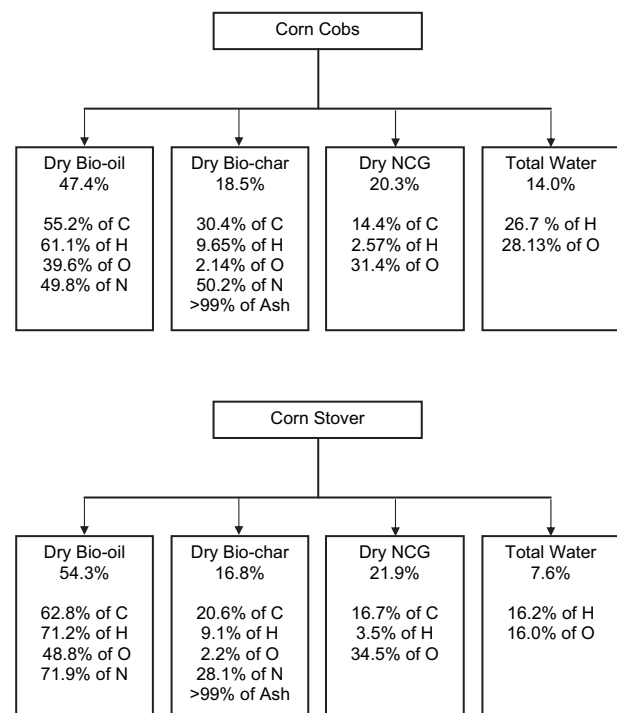 Corn Cobs
Dry Bio-oil
47.4%
55.2% of C
61.1% of H
39.6% of O
49.8% of N
Dry Bio-char
18.5%
30.4% of C
9.65% of H
2.14% of O
50.2% of N
>99% of Ash
Dry NCG
20.3%
14.4% of C
2.57% of H
31.4% of O
Total Water
14.0%
26.7 % of H
28.13% of O
Corn Stover
Dry Bio-oil
54.3%
62.8% of C
71.2% of H
48.8% of O
71.9% of N
Dry Bio-char
16.8%
20.6% of C
9.1% of H
2.2% of O
28.1% of N
>99% of Ash
Dry NCG
21.9%
16.7% of C
3.5% of H
34.5% of O
Total Water
7.6%
16.2% of H
16.0% of O